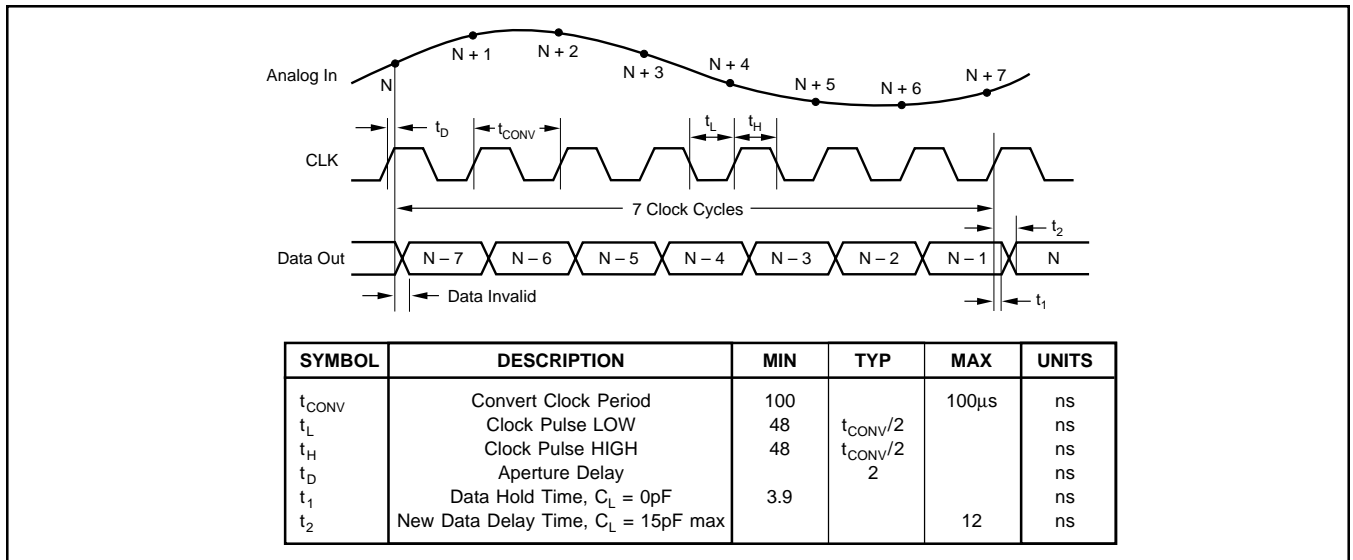 N + 1
N + 2
N + 4
N + 7
Analog In
N
N + 3
N + 5
N + 6
tD
tCONV
tL
tH
CLK
7 Clock Cycles
t2
Data Out
N – 7
N – 6
N – 5
N – 4
N – 3
N – 2
N – 1
N
Data Invalid
t1
SYMBOL DESCRIPTION MIN TYP MAX UNITS
tCONV Convert Clock Period 100 100µs ns
tL Clock Pulse LOW 48 tCONV/2 ns
tH Clock Pulse HIGH 48 tCONV/2 ns
tD Aperture Delay 2 ns
t1 Data Hold Time, CL = 0pF 3.9 ns
t2 New Data Delay Time, CL = 15pF max 12 ns